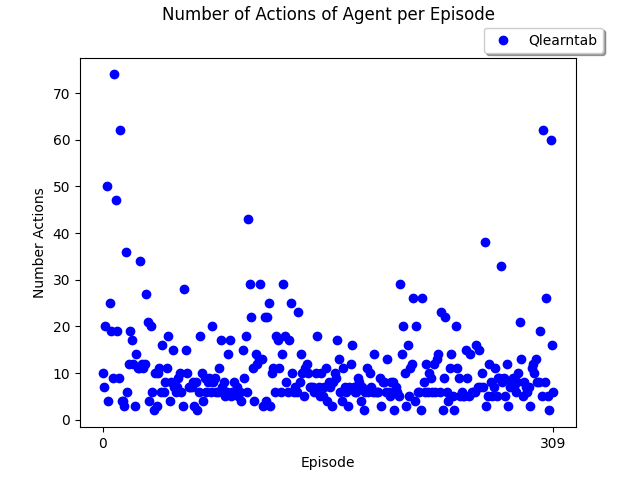 Number of Actions of Agent per Episode
Qlearntab
70
60
50
40
30
20
10
0
Number Actions
0 309
Episode